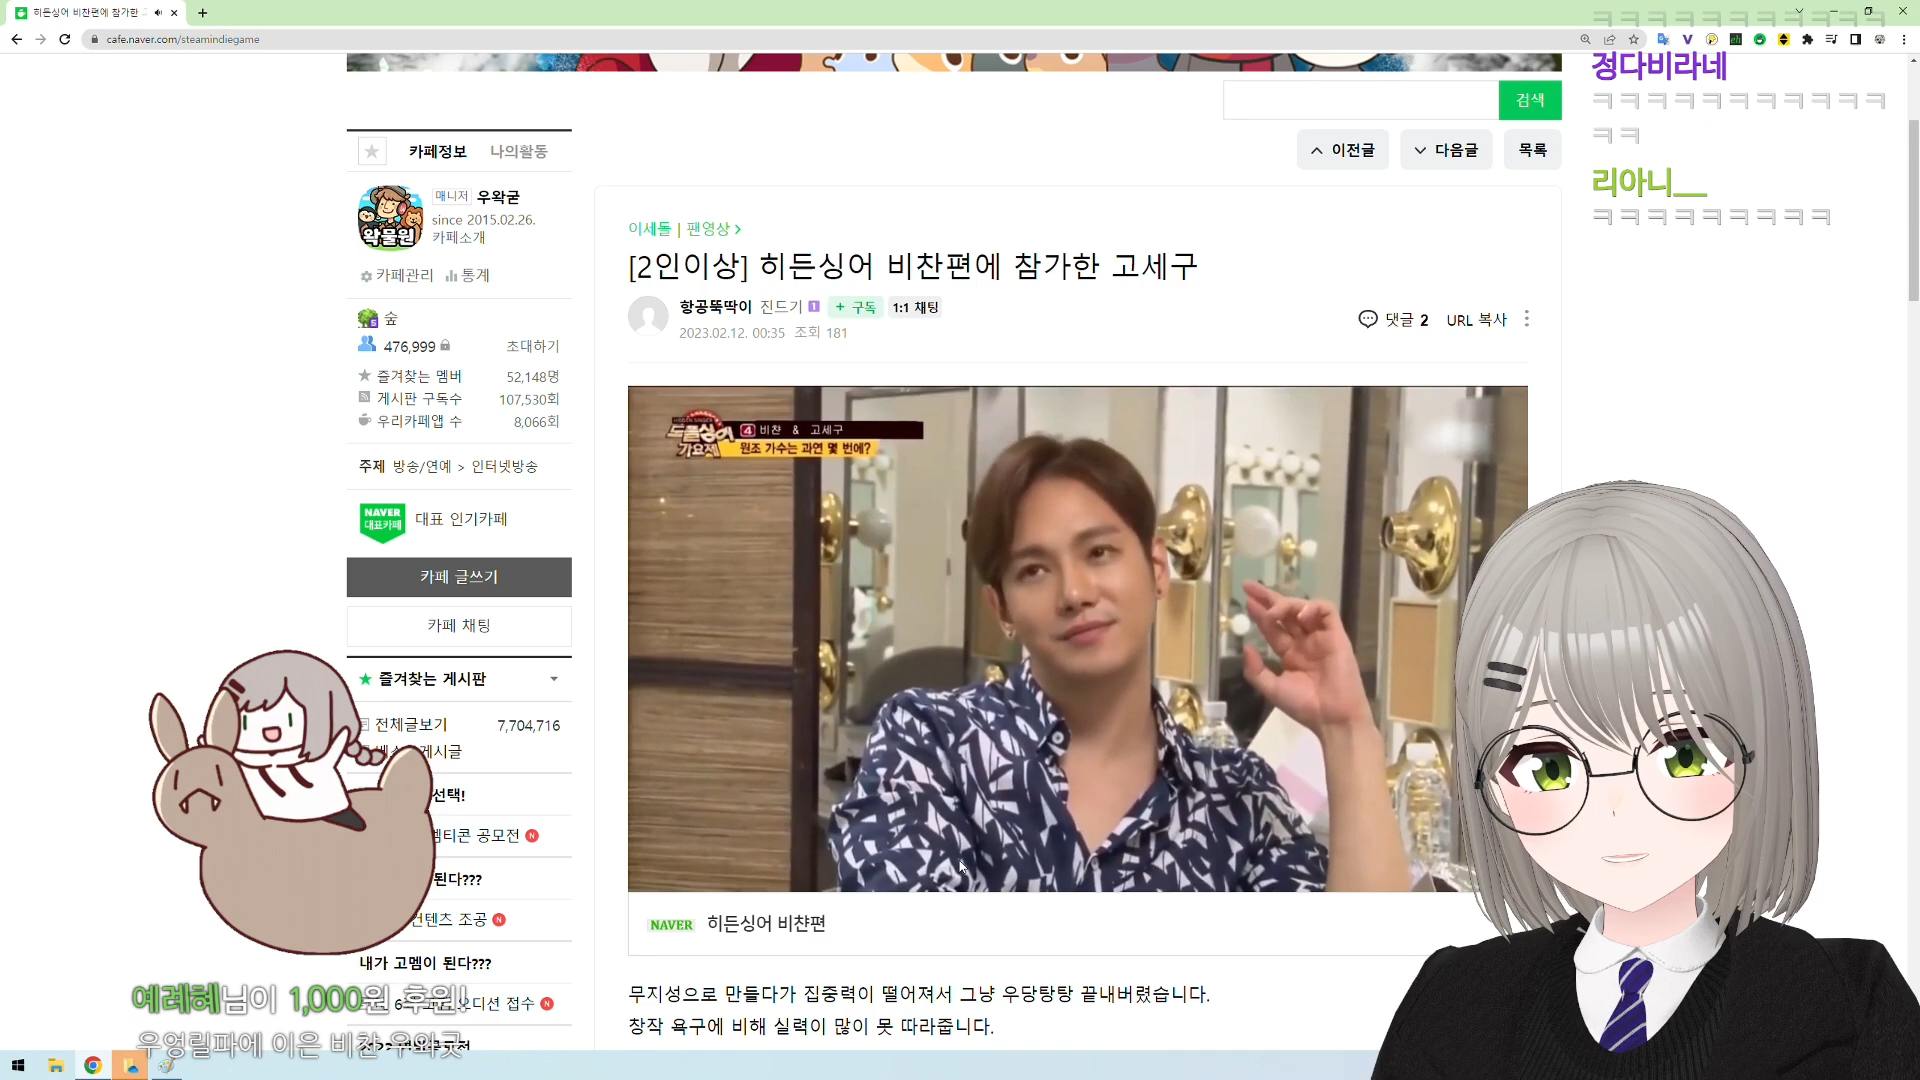 히든싱어 비챤편에 참가한 고
cafe.naver.com/steamindiegame
검색
카페정보 나의활동
이전글 다음글 목록
왁물원
매니저 우왁굳
since 2015.02.26.
카페소개
카페관리 통계
숲
476,999 초대하기
즐겨찾는 멤버 52,148명
게시판 구독수 107,530회
우리카페앱 수 8,066회
주제 방송/연예 > 인터넷방송
NAVER
대표카페
대표 인기카페
카페 글쓰기
카페 채팅
즐겨찾는 게시판
전체글보기 7,704,716
게시글
선택!
공모전 N
된다???
컨텐츠 조공 N
내가 고멤이 된다???
오디션 접수 N
이세돌 | 팬영상 >
[2인이상] 히든싱어 비챤편에 참가한 고세구
항공뚝딱이 진드기 1 + 구독 1:1 채팅
2023.02.12. 00:35 조회 181
댓글 2 URL 복사
4 비챤 & 고세구
원조 가수는 과연 몇 번에?
NAVER 히든싱어 비챤편
무지성으로 만들다가 집중력이 떨어져서 그냥 우당탕탕 끝내버렸습니다.
창작 욕구에 비해 실력이 많이 못 따라줍니다.
ㅋㅋㅋㅋㅋㅋㅋㅋㅋㅋㅋ
정다비라네
ㅋㅋㅋㅋㅋㅋㅋㅋㅋㅋㅋ
ㅋㅋ
리아니__
ㅋㅋㅋㅋㅋㅋㅋㅋㅋ
예레헤님이 1,000원 후원!
우엉릴파에 이은 비챤 우와굿